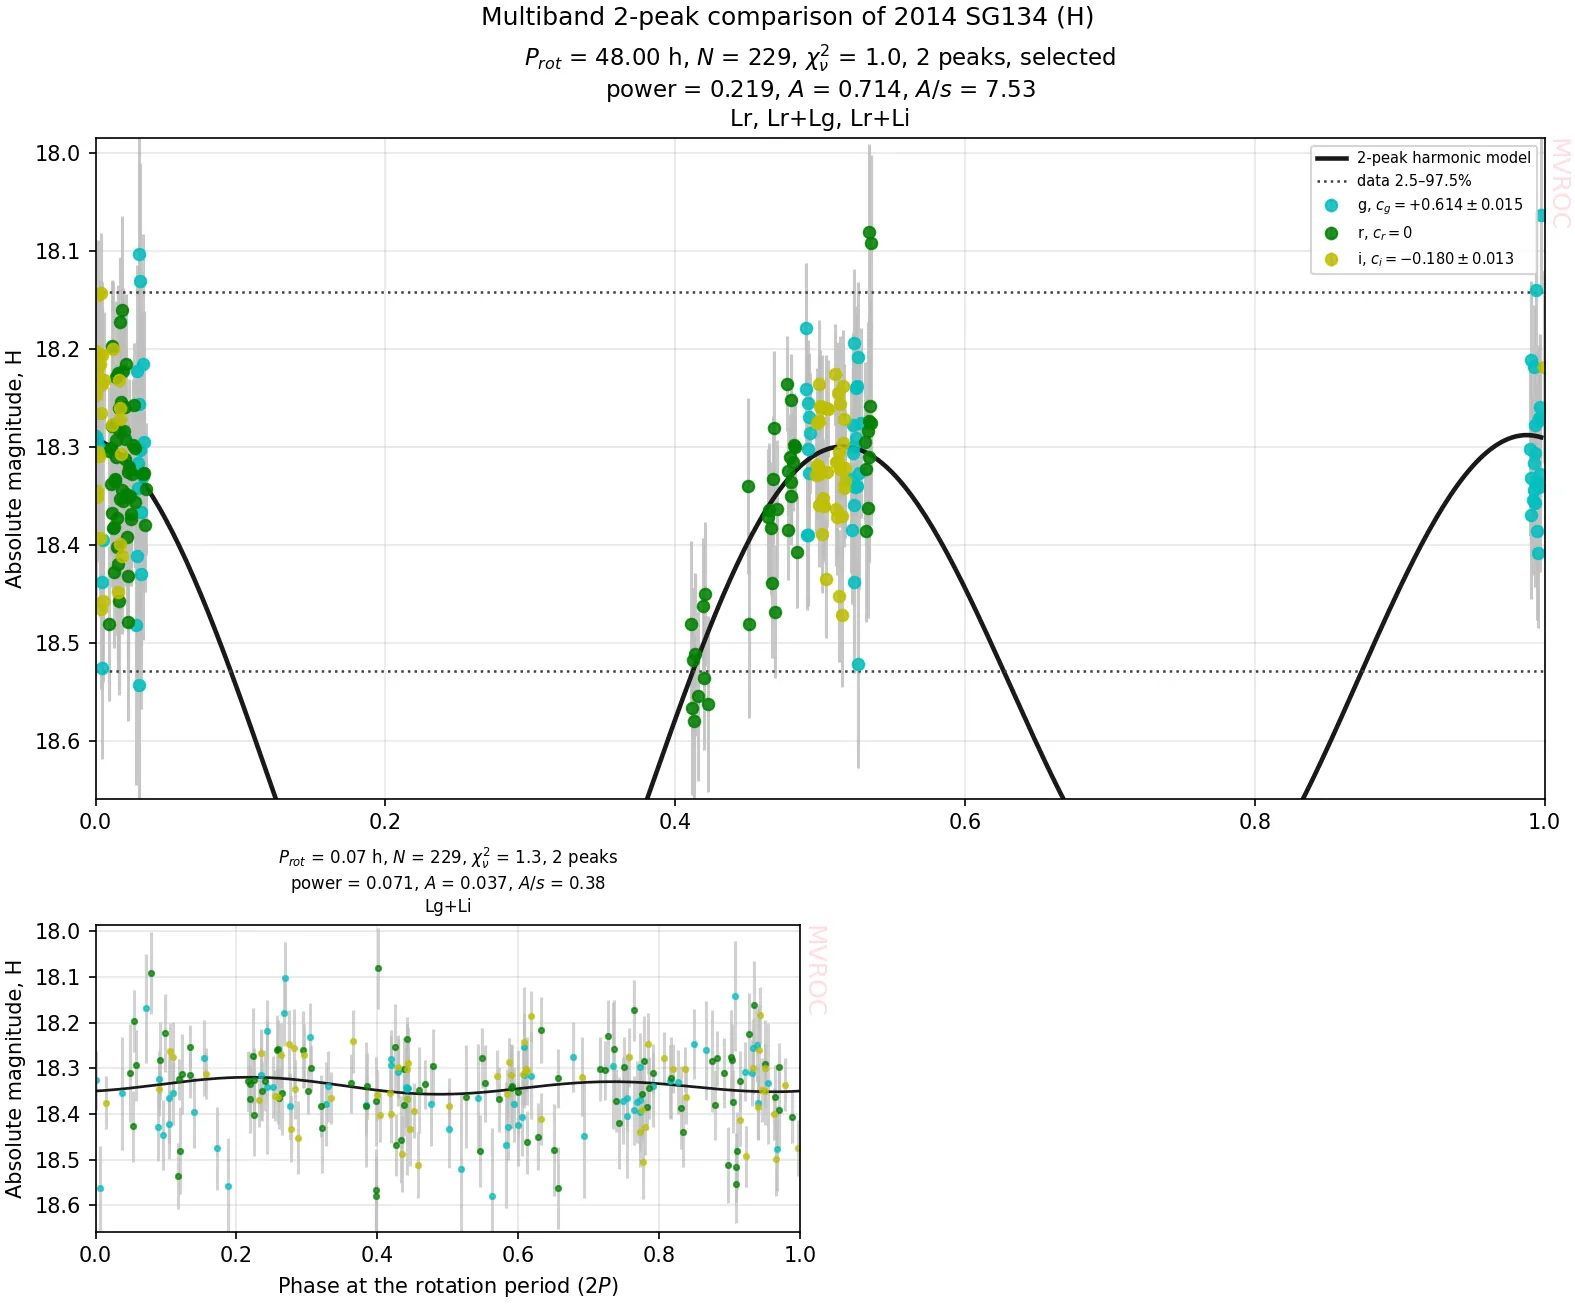 Multiband 2-peak comparison of 2014 SG134 (H)
P_rot = 48.00 h, N = 229, χ²_ν = 1.0, 2 peaks, selected
power = 0.219, A = 0.714, A/s = 7.53
Lr, Lr+Lg, Lr+Li
18.0
18.1
18.2
18.3
18.4
18.5
18.6
Absolute magnitude, H
2-peak harmonic model
data 2.5–97.5%
g, c_g = +0.614 ± 0.015
r, c_r = 0
i, c_i = −0.180 ± 0.013
MVROC
0.0 0.2 0.4 0.6 0.8 1.0
P_rot = 0.07 h, N = 229, χ²_ν = 1.3, 2 peaks
power = 0.071, A = 0.037, A/s = 0.38
Lg+Li
18.0
18.1
18.2
18.3
18.4
18.5
18.6
Absolute magnitude, H
MVROC
0.0 0.2 0.4 0.6 0.8 1.0
Phase at the rotation period (2P)